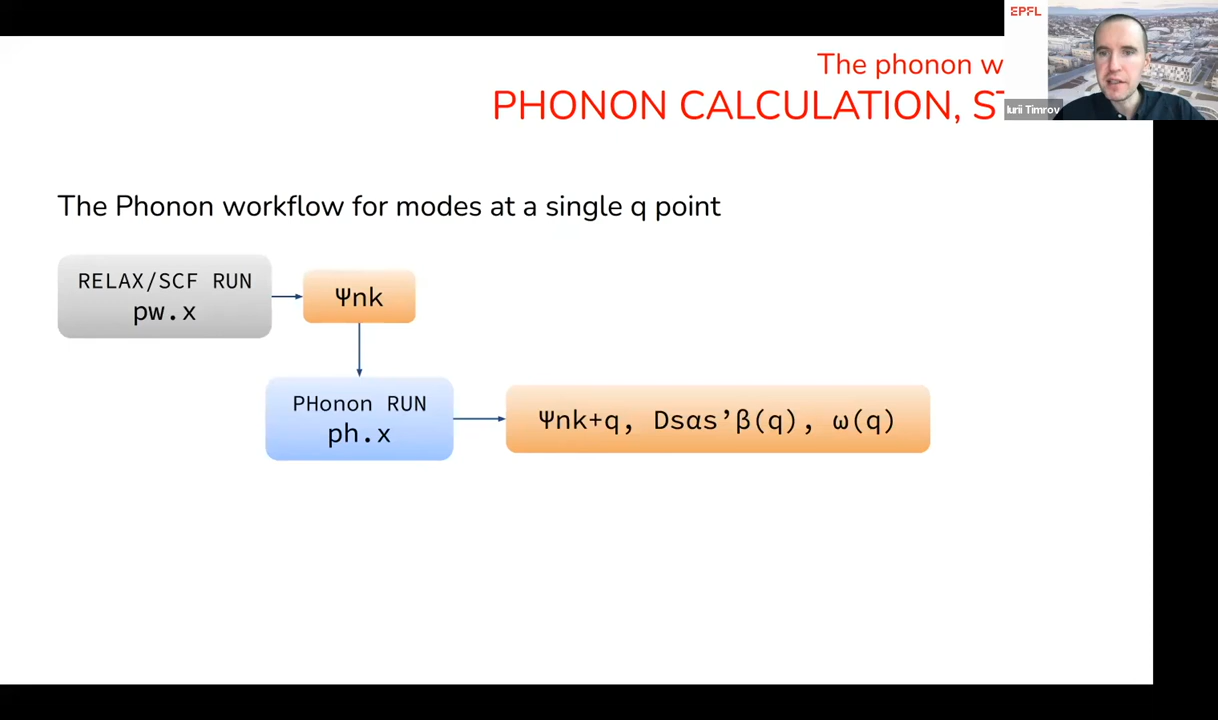 EPFL
The phonon w
PHONON CALCULATION, ST
Iurii Timrov
The Phonon workflow for modes at a single q point
RELAX/SCF RUN
pw.x
Ψnk
PHonon RUN
ph.x
Ψnk+q, Dsαs’β(q), ω(q)